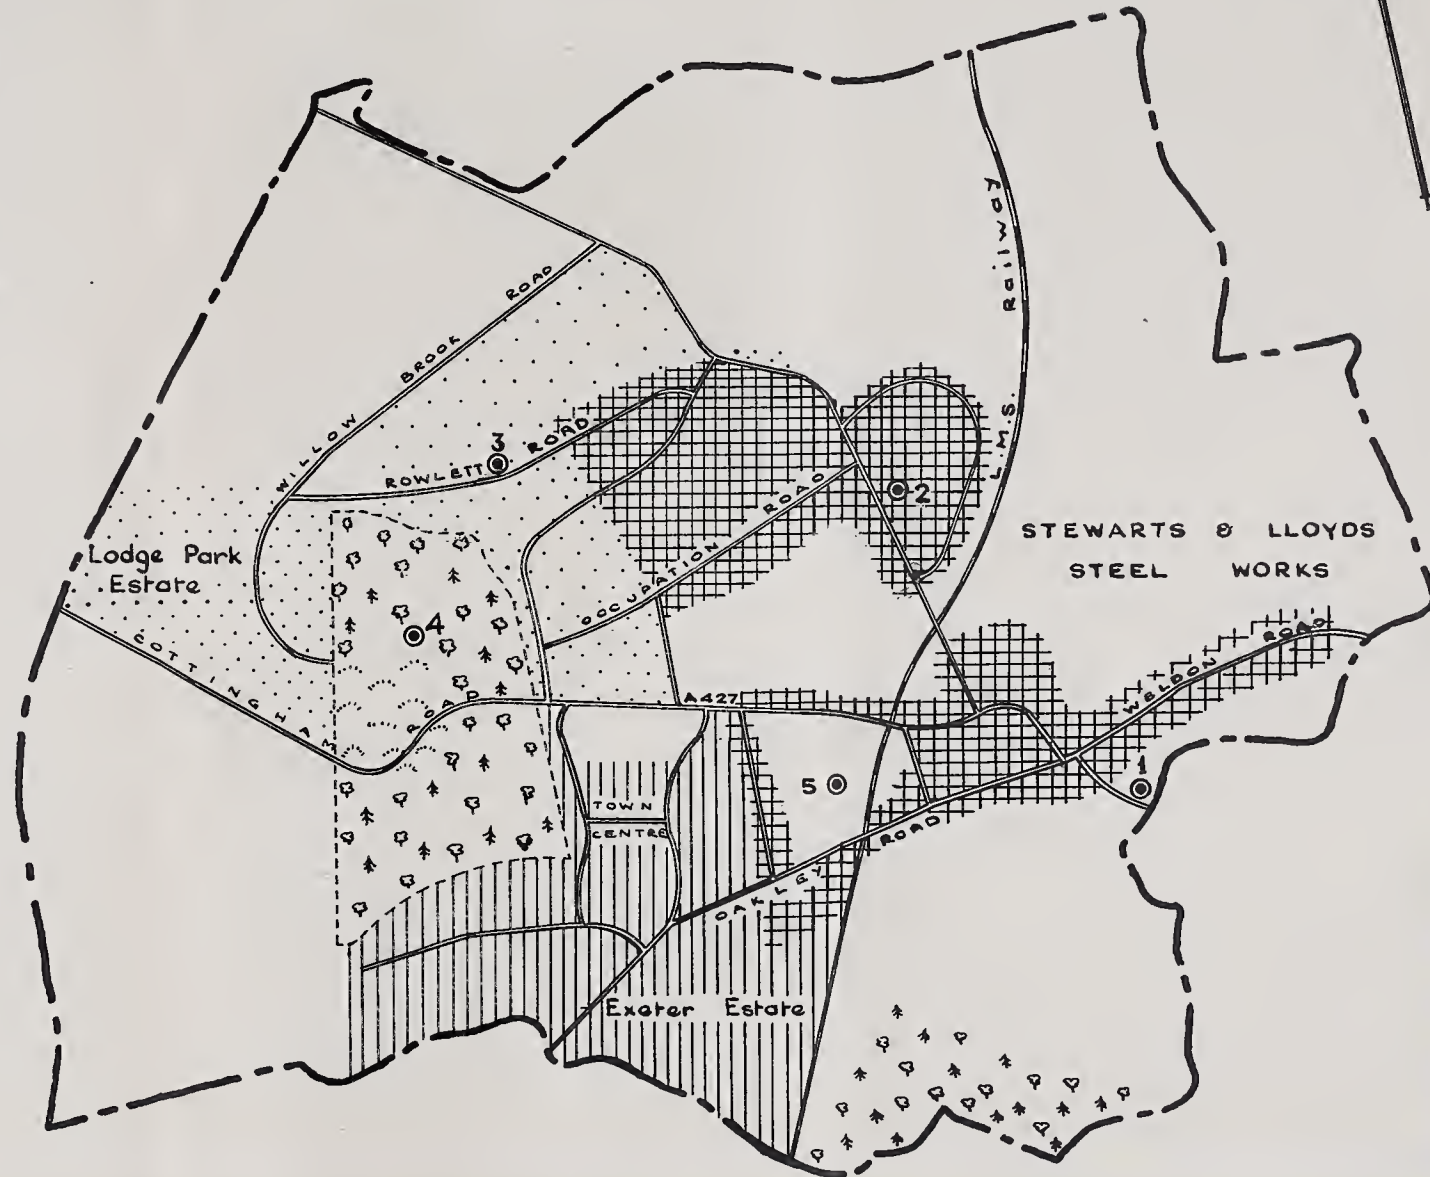 L.M.S. Railway
WILLOW BROOK ROAD
3
ROWLETT ROAD
2
OCCUPATION ROAD
STEWARTS & LLOYDS
STEEL WORKS
Lodge Park
Estate
4
COTTINGHAM ROAD
WELDON ROAD
A427
1
5
TOWN
CENTRE
OAKLEY ROAD
Exeter Estate